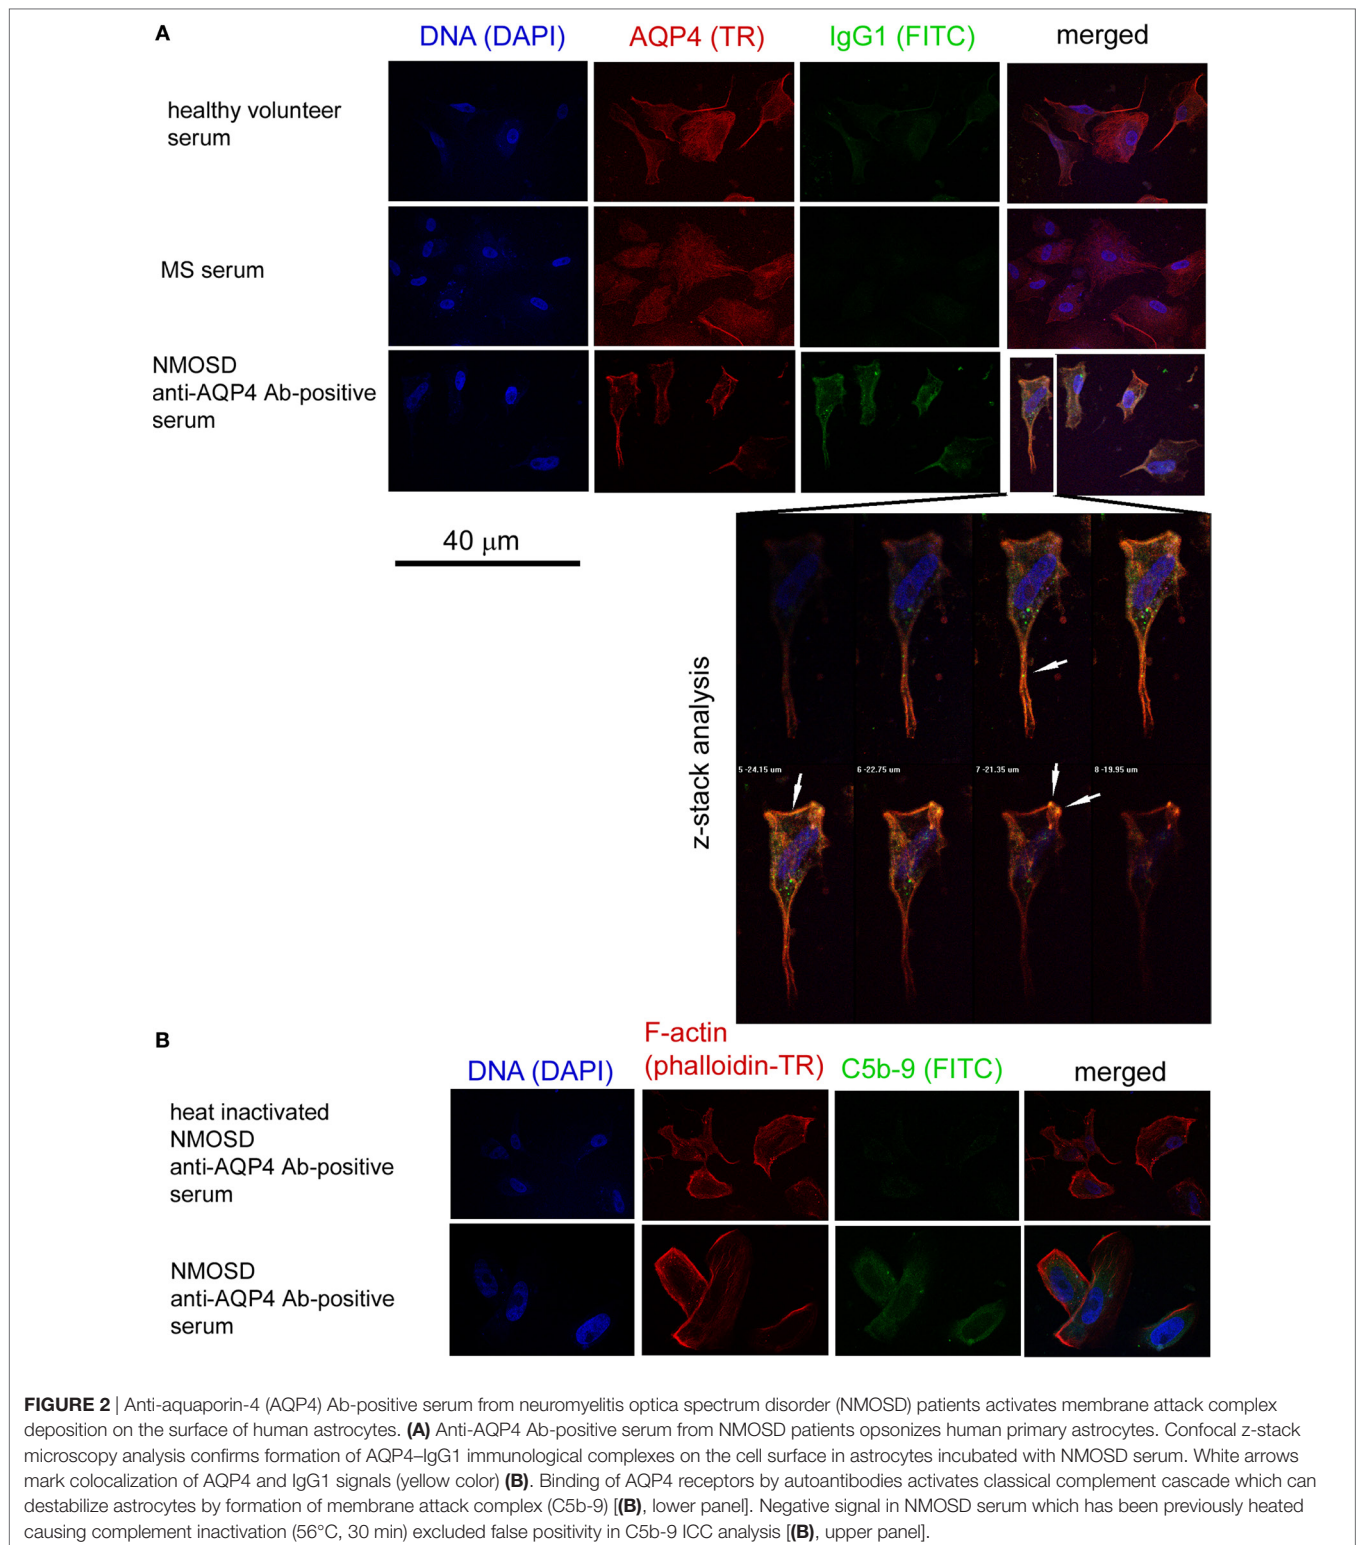 A
DNA (DAPI)
AQP4 (TR)
IgG1 (FITC)
merged
healthy volunteer
serum
MS serum
NMOSD
anti-AQP4 Ab-positive
serum
40 µm
z-stack analysis
5 -24.15 um
6 -22.75 um
7 -21.35 um
8 -19.95 um
B
DNA (DAPI)
F-actin
(phalloidin-TR)
C5b-9 (FITC)
merged
heat inactivated
NMOSD
anti-AQP4 Ab-positive
serum
NMOSD
anti-AQP4 Ab-positive
serum
FIGURE 2 | Anti-aquaporin-4 (AQP4) Ab-positive serum from neuromyelitis optica spectrum disorder (NMOSD) patients activates membrane attack complex
deposition on the surface of human astrocytes. (A) Anti-AQP4 Ab-positive serum from NMOSD patients opsonizes human primary astrocytes. Confocal z-stack
microscopy analysis confirms formation of AQP4–IgG1 immunological complexes on the cell surface in astrocytes incubated with NMOSD serum. White arrows
mark colocalization of AQP4 and IgG1 signals (yellow color) (B). Binding of AQP4 receptors by autoantibodies activates classical complement cascade which can
destabilize astrocytes by formation of membrane attack complex (C5b-9) [(B), lower panel]. Negative signal in NMOSD serum which has been previously heated
causing complement inactivation (56°C, 30 min) excluded false positivity in C5b-9 ICC analysis [(B), upper panel].